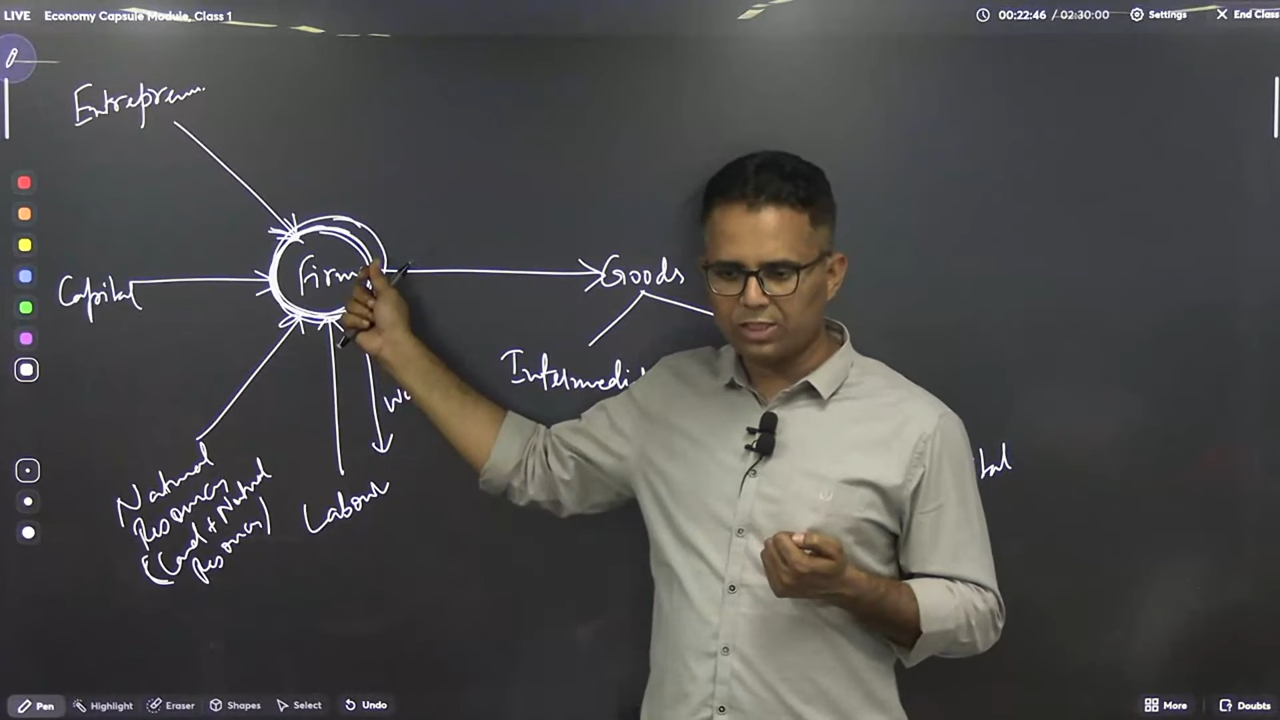 LIVE Economy Capsule Module, Class 1
00:22:46 / 02:30:00
Settings
End Class
Entrepren..
Firm
Capital
Goods
Intermedi
Natural
Resources
(Land + Natural
Resources)
Labour
Pen
Highlight
Eraser
Shapes
Select
Undo
More
Doubts